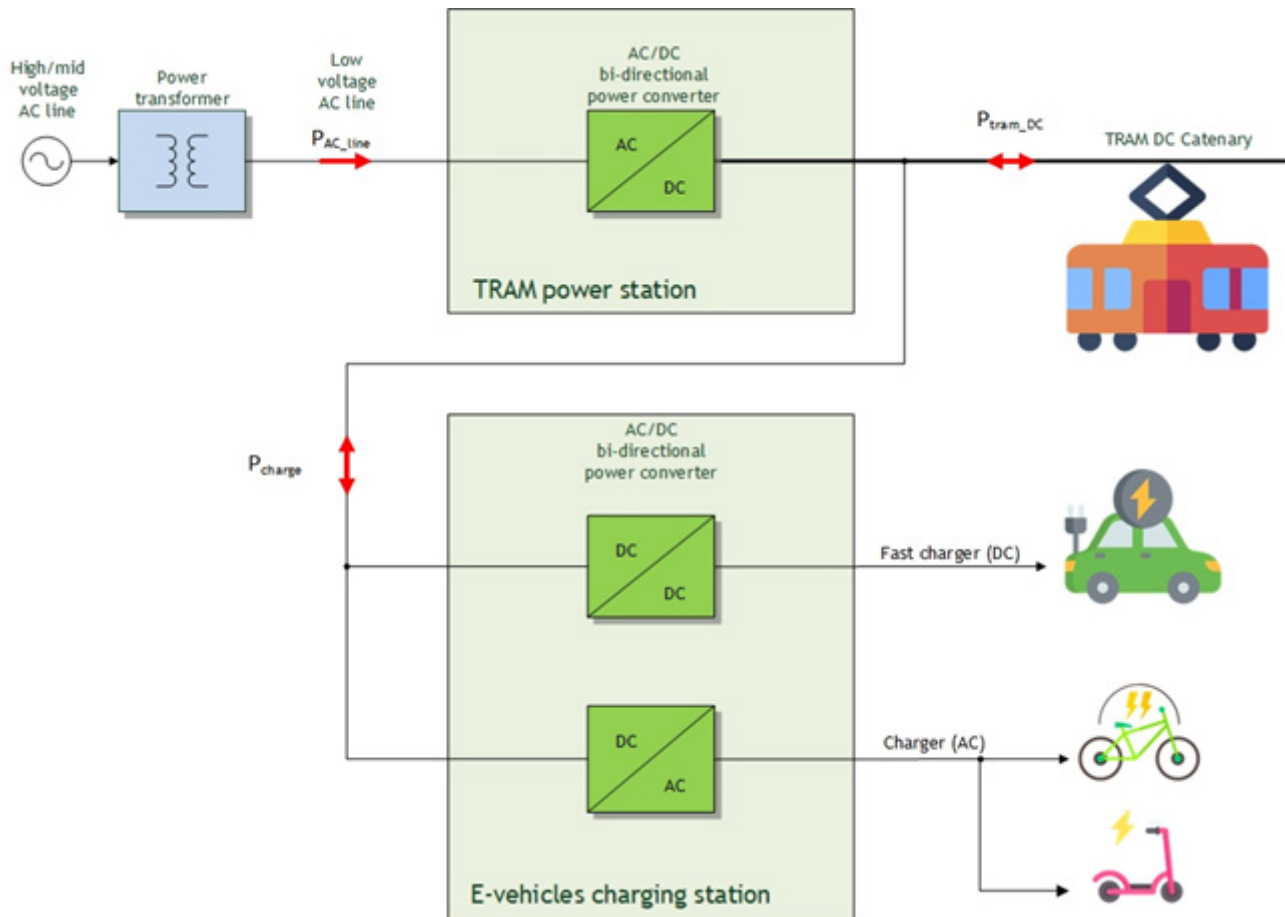 High/mid
voltage
AC line
Power
transformer
Low
voltage
AC line
P_AC_line
AC/DC
bi-directional
power converter
AC
DC
TRAM power station
P_tram_DC
TRAM DC Catenary
P_charge
AC/DC
bi-directional
power converter
DC
DC
Fast charger (DC)
DC
AC
Charger (AC)
E-vehicles charging station